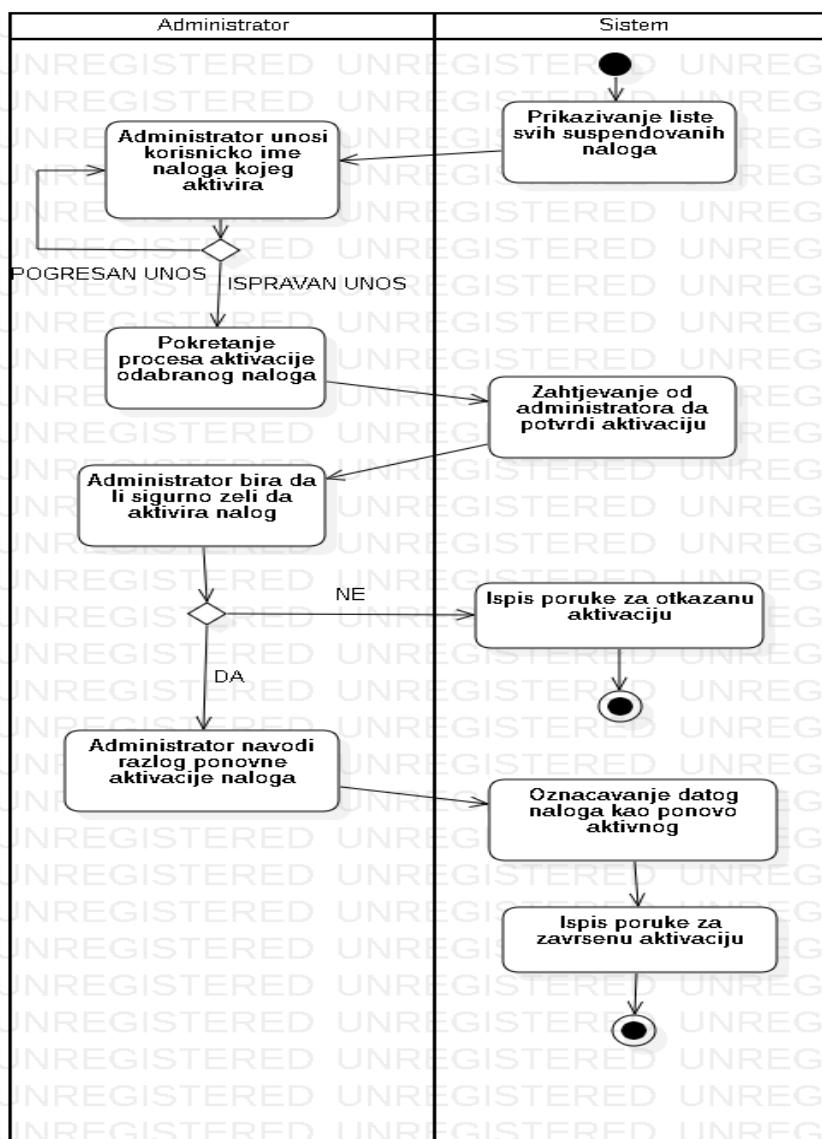 Administrator
Sistem
Prikazivanje liste
svih suspendovanih
naloga
Administrator unosi
korisnicko ime
naloga kojeg
aktivira
POGRESAN UNOS
ISPRAVAN UNOS
Pokretanje
procesa aktivacije
odabranog naloga
Zahtjevanje od
administratora da
potvrdi aktivaciju
Administrator bira da
li sigurno zeli da
aktivira nalog
NE
Ispis poruke za otkazanu
aktivaciju
DA
Administrator navodi
razlog ponovne
aktivacije naloga
Oznacavanje datog
naloga kao ponovo
aktivnog
Ispis poruke za
zavrsenu aktivaciju
UNREGISTERED